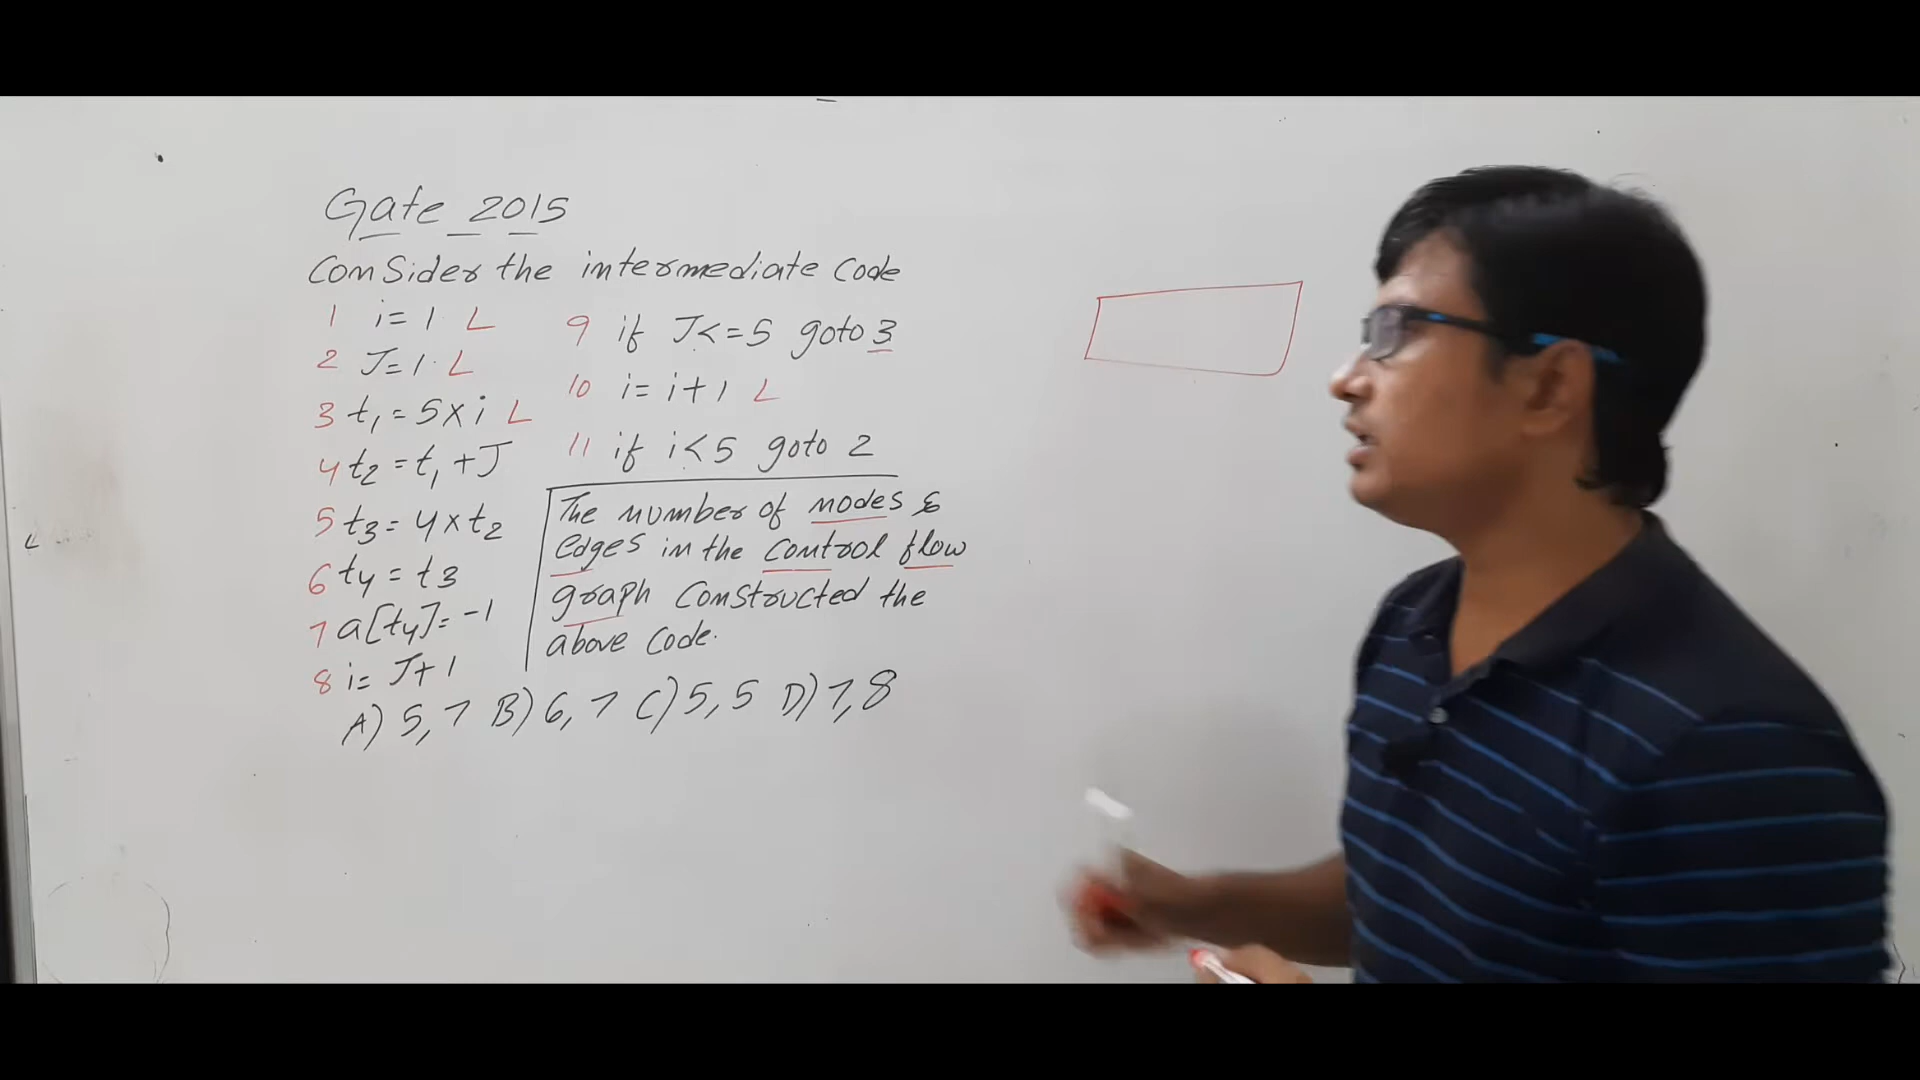 Gate 2015
Consider the intermediate code
1 i = 1 L
2 J = 1 L
3 t1 = 5 x i L
4 t2 = t1 + J
5 t3 = 4 x t2
6 t4 = t3
7 a[t4] = -1
8 i = J + 1
9 if J <= 5 goto 3
10 i = i + 1 L
11 if i < 5 goto 2
The number of nodes &
edges in the control flow
graph constructed the
above code.
A) 5, 7 B) 6, 7 C) 5, 5 D) 7, 8